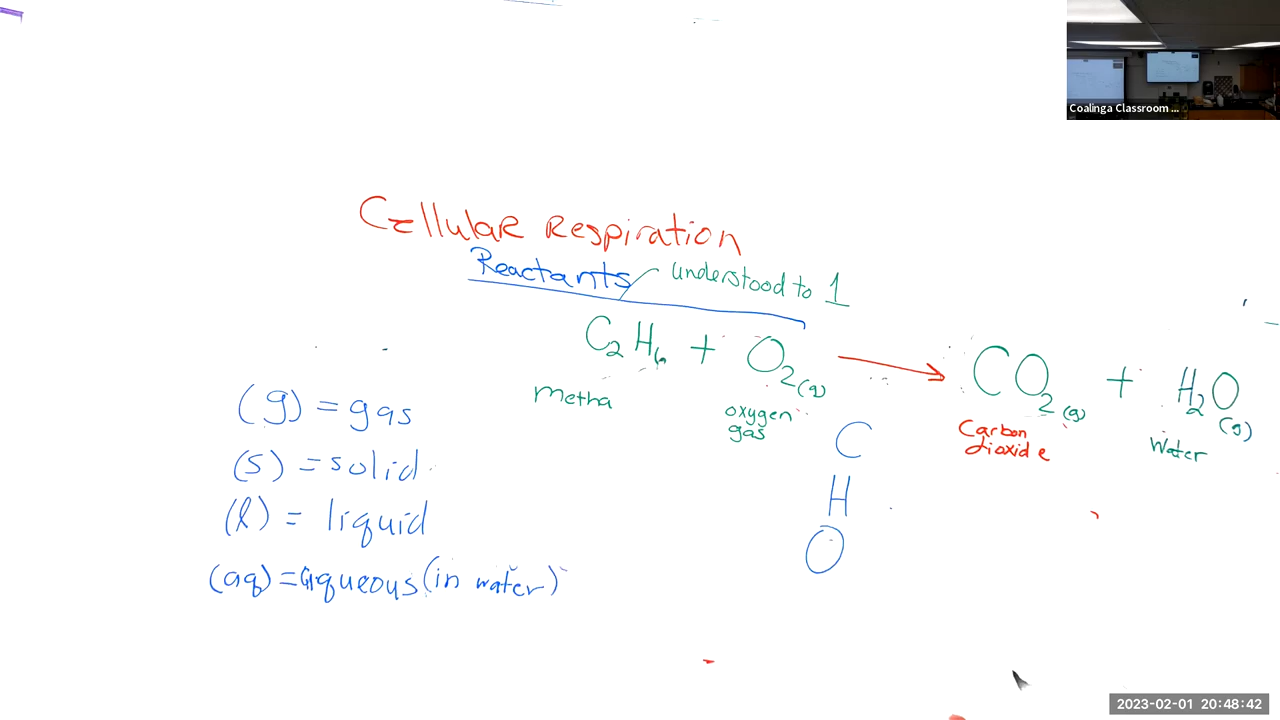 Coalinga Classroom ...
Cellular Respiration
Reactants understood to 1
C₂H₆ + O₂(g) → CO₂(g) + H₂O(g)
metha oxygen gas Carbon dioxide water
(g) = gas
(s) = solid
(l) = liquid
(aq) = aqueous (in water)
C
H
O
2023-02-01 20:48:42